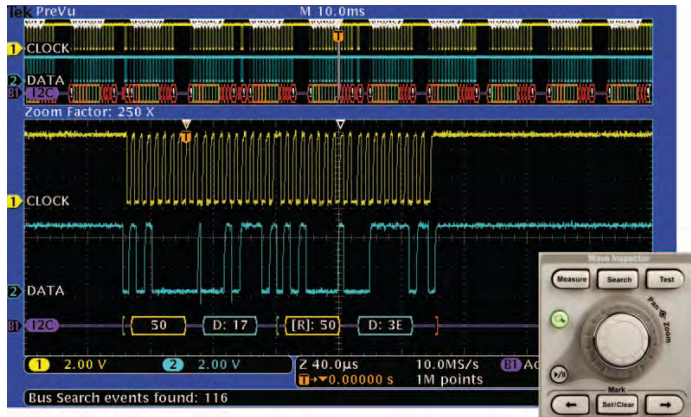 Tek PreVu M 10.0ms
T
1 CLOCK
2 DATA
B1 I2C
Zoom Factor: 250 X
T
1 CLOCK
2 DATA
B1 I2C [ 50 D: 17 [ [R]: 50 D: 3E ]
1 2.00 V 2 2.00 V Z 40.0µs 10.0MS/s B1
T→▼0.00000 s 1M points
Bus Search events found: 116
Wave Inspector
Measure Search Test
Pan Zoom
Mark
← Set/Clear →